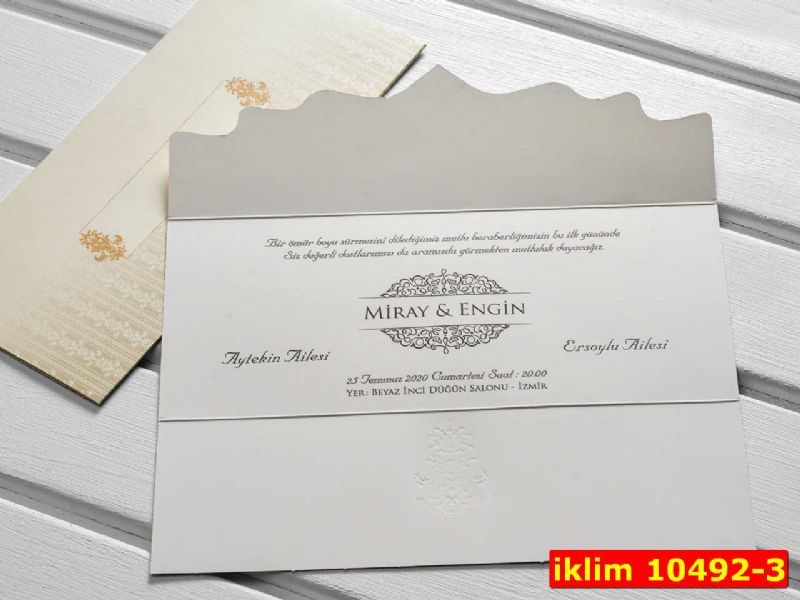 Bir ömür boyu sürmesini dilediğimiz mutlu beraberliğimizin bu ilk gününde
Siz değerli dostlarımızı da aramızda görmekten mutluluk duyacağız.
MİRAY & ENGİN
Aytekin Ailesi
Ersoylu Ailesi
25 Temmuz 2020 Cumartesi Saat : 20:00
YER: BEYAZ İNCİ DÜĞÜN SALONU - İZMİR
iklim 10492-3